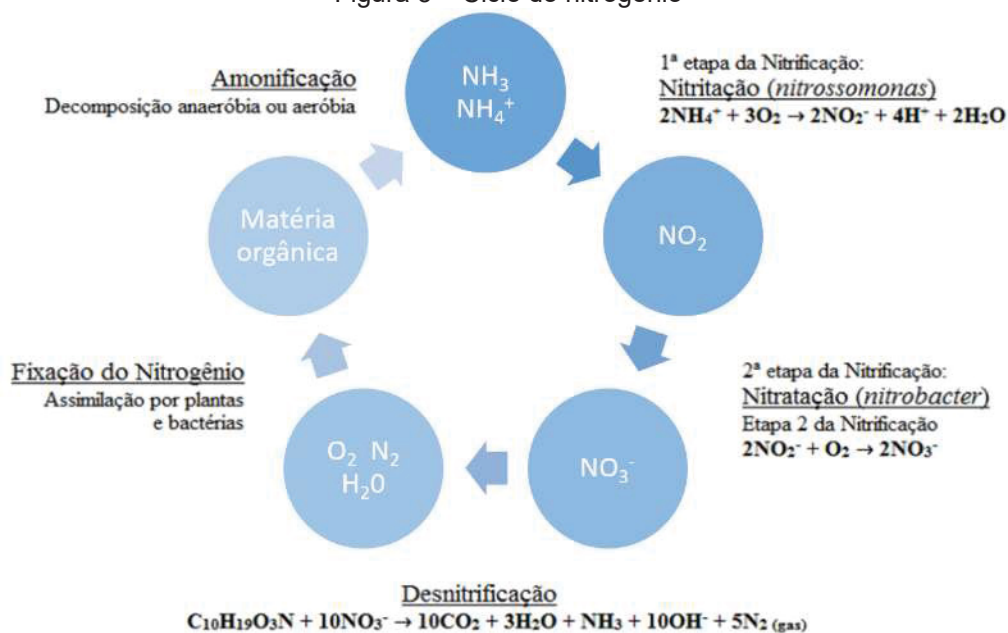 Amonificação
Decomposição anaeróbia ou aeróbia
NH₃
NH₄⁺
1ª etapa da Nitrificação:
Nitritação (nitrossomonas)
2NH₄⁺ + 3O₂ → 2NO₂⁻ + 4H⁺ + 2H₂O
Matéria
orgânica
NO₂
Fixação do Nitrogênio
Assimilação por plantas
e bactérias
O₂ N₂
H₂0
NO₃⁻
2ª etapa da Nitrificação:
Nitratação (nitrobacter)
Etapa 2 da Nitrificação
2NO₂⁻ + O₂ → 2NO₃⁻
Desnitrificação
C₁₀H₁₉O₃N + 10NO₃⁻ → 10CO₂ + 3H₂O + NH₃ + 10OH⁻ + 5N₂ (gas)